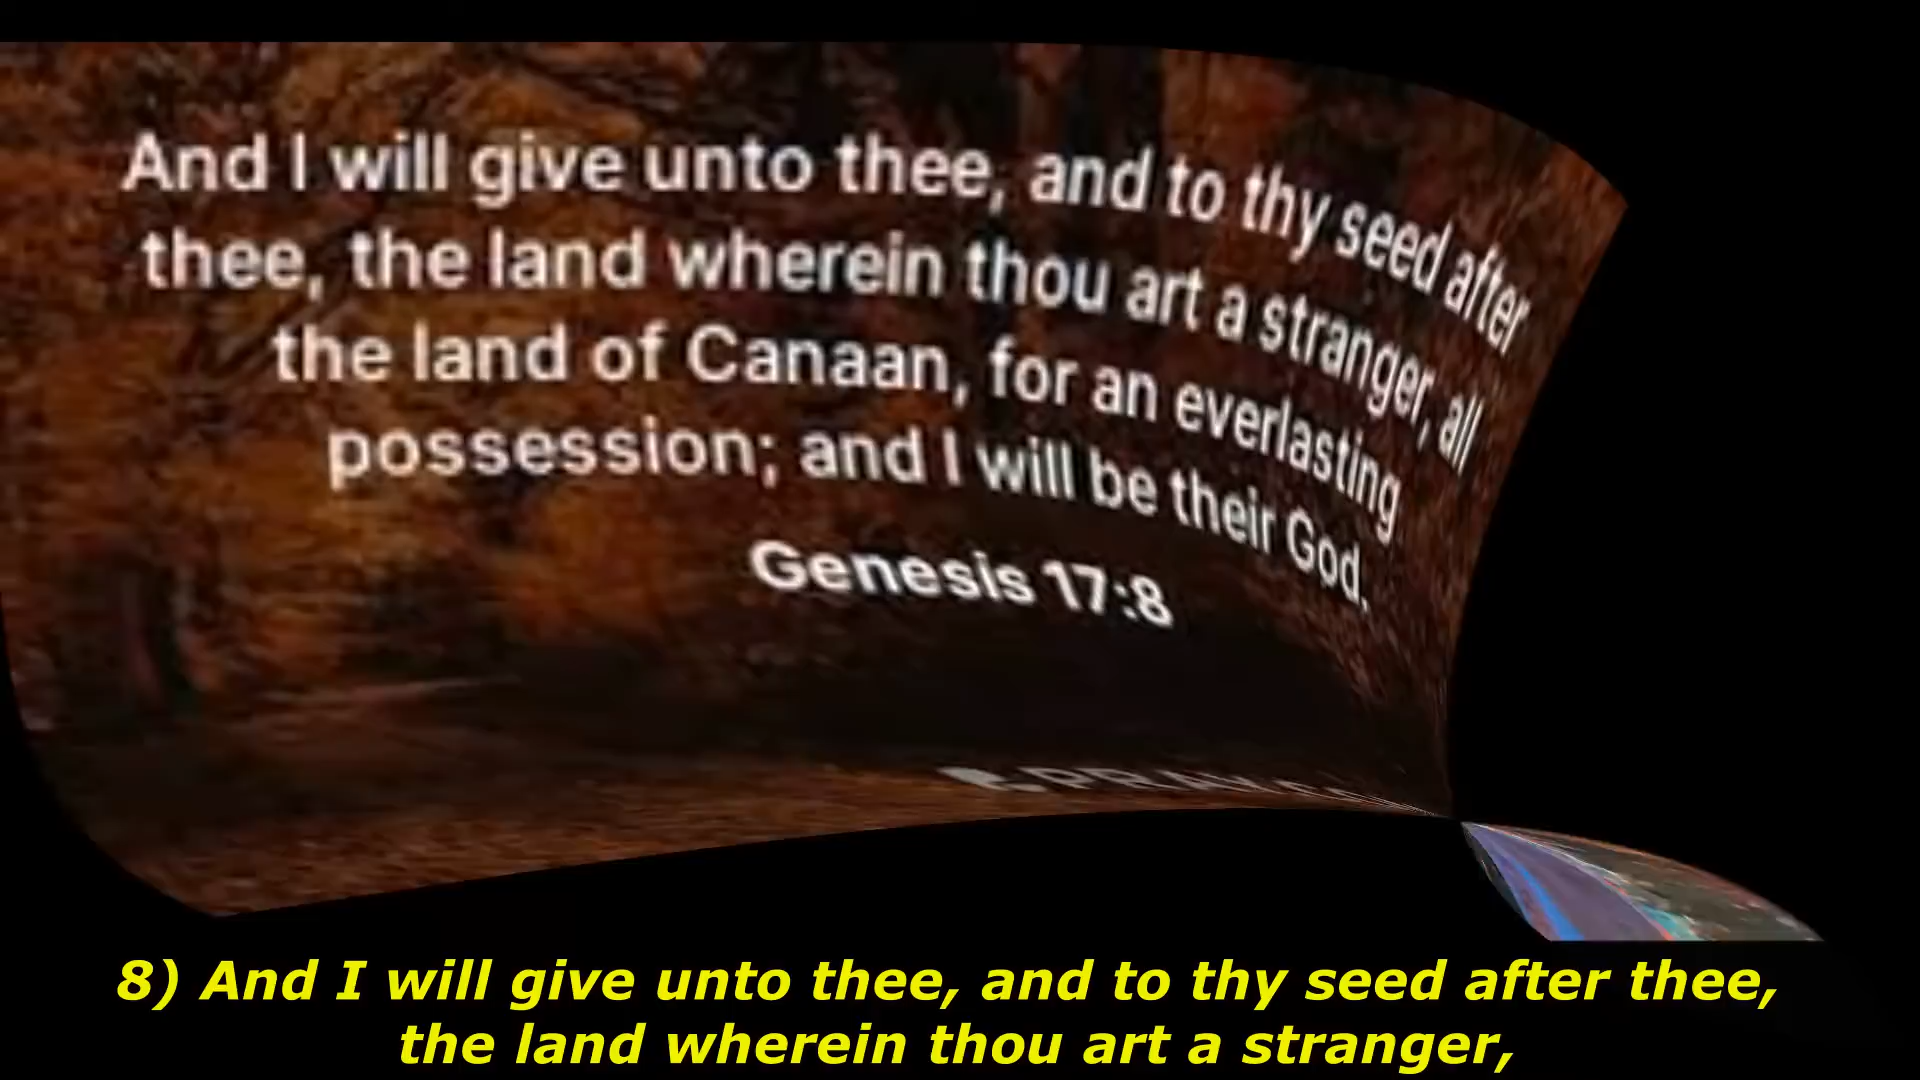 And I will give unto thee, and to thy seed after
thee, the land wherein thou art a stranger, all
the land of Canaan, for an everlasting
possession; and I will be their God.
Genesis 17:8
8) And I will give unto thee, and to thy seed after thee,
the land wherein thou art a stranger,